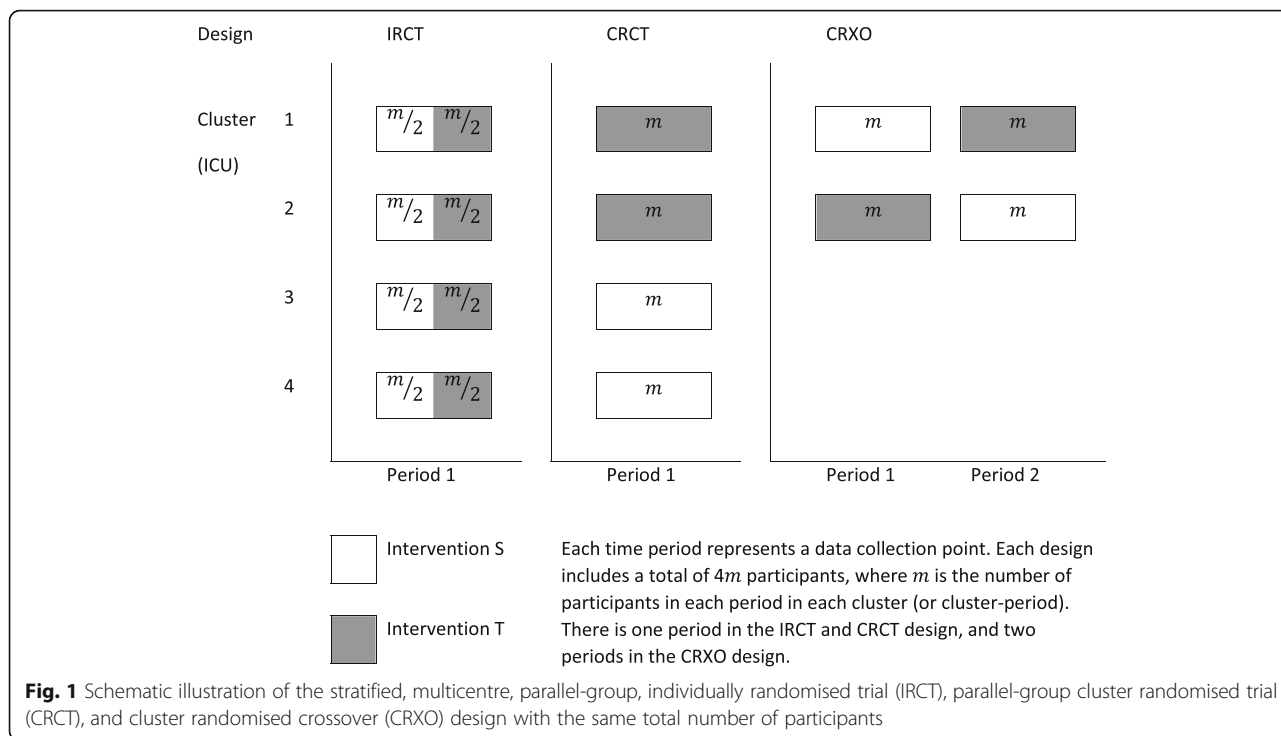 Design IRCT CRCT CRXO
Cluster 1 m/2 m/2 m m m
(ICU)
2 m/2 m/2 m m m
3 m/2 m/2 m
4 m/2 m/2 m
Period 1 Period 1 Period 1 Period 2
Intervention S
Intervention T
Each time period represents a data collection point. Each design
includes a total of 4m participants, where m is the number of
participants in each period in each cluster (or cluster-period).
There is one period in the IRCT and CRCT design, and two
periods in the CRXO design.
Fig. 1 Schematic illustration of the stratified, multicentre, parallel-group, individually randomised trial (IRCT), parallel-group cluster randomised trial
(CRCT), and cluster randomised crossover (CRXO) design with the same total number of participants